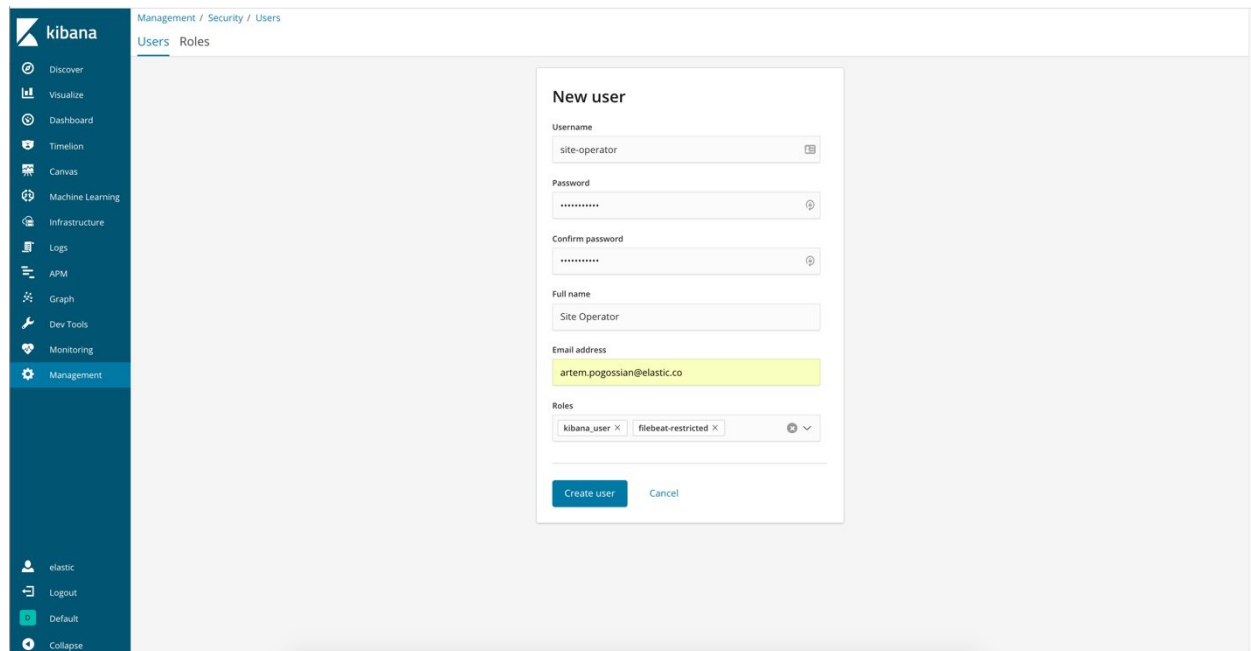 kibana
Discover
Visualize
Dashboard
Timelion
Canvas
Machine Learning
Infrastructure
Logs
APM
Graph
Dev Tools
Monitoring
Management
elastic
Logout
D Default
Collapse
Management / Security / Users
Users Roles
New user
Username
site-operator
Password
•••••••••••
Confirm password
•••••••••••
Full name
Site Operator
Email address
artem.pogossian@elastic.co
Roles
kibana_user × filebeat-restricted ×
Create user Cancel